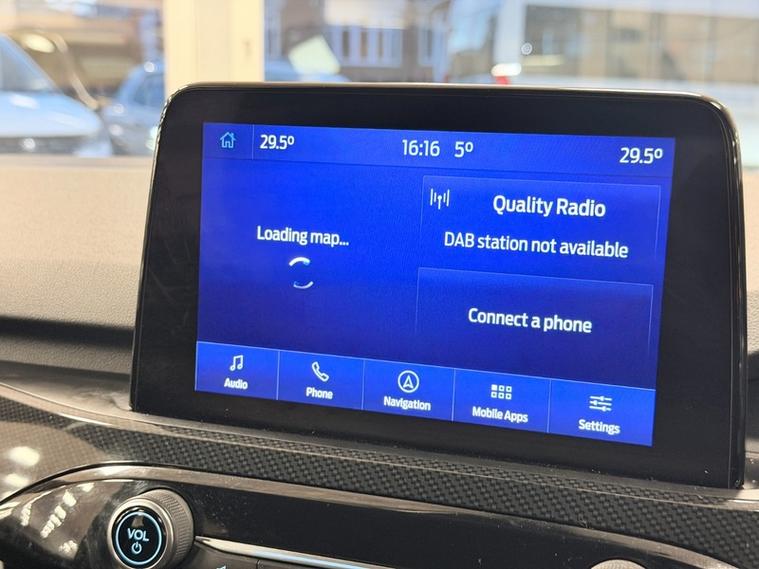 29.5º 16:16 5º 29.5º
Quality Radio
DAB station not available
Loading map...
Connect a phone
Audio
Phone
Navigation
Mobile Apps
Settings
VOL